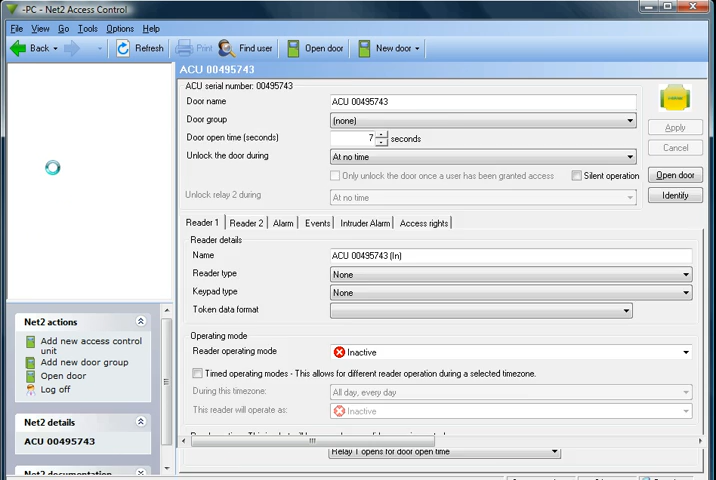 -PC - Net2 Access Control
File View Go Tools Options Help
Back Refresh Print Find user Open door New door
ACU 00495743
ACU serial number: 00495743
Door name ACU 00495743
Door group (none)
Door open time (seconds) 7 seconds
Unlock the door during At no time
Only unlock the door once a user has been granted access Silent operation
Unlock relay 2 during At no time
Apply
Cancel
Open door
Identify
Reader 1 Reader 2 Alarm Events Intruder Alarm Access rights
Reader details
Name ACU 00495743 (In)
Reader type None
Keypad type None
Token data format
Operating mode
Reader operating mode Inactive
Timed operating modes - This allows for different reader operation during a selected timezone.
During this timezone: All day, every day
This reader will operate as: Inactive
Relay 1 opens for door open time
Net2 actions
Add new access control
unit
Add new door group
Open door
Log off
Net2 details
ACU 00495743
Net2 documentation